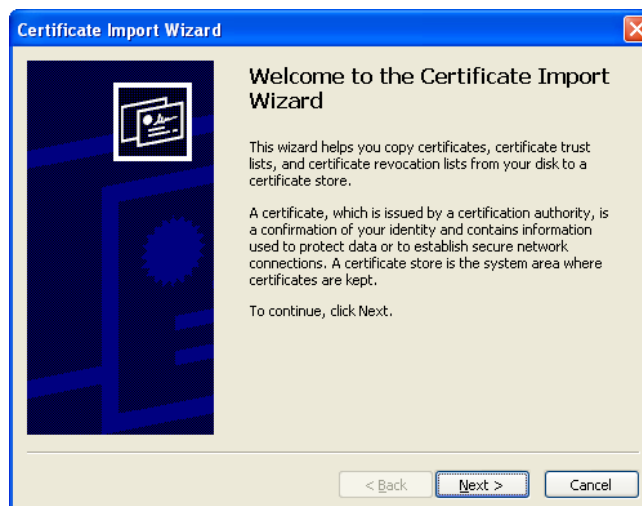 Certificate Import Wizard
Welcome to the Certificate Import
Wizard
This wizard helps you copy certificates, certificate trust
lists, and certificate revocation lists from your disk to a
certificate store.
A certificate, which is issued by a certification authority, is
a confirmation of your identity and contains information
used to protect data or to establish secure network
connections. A certificate store is the system area where
certificates are kept.
To continue, click Next.
< Back Next > Cancel